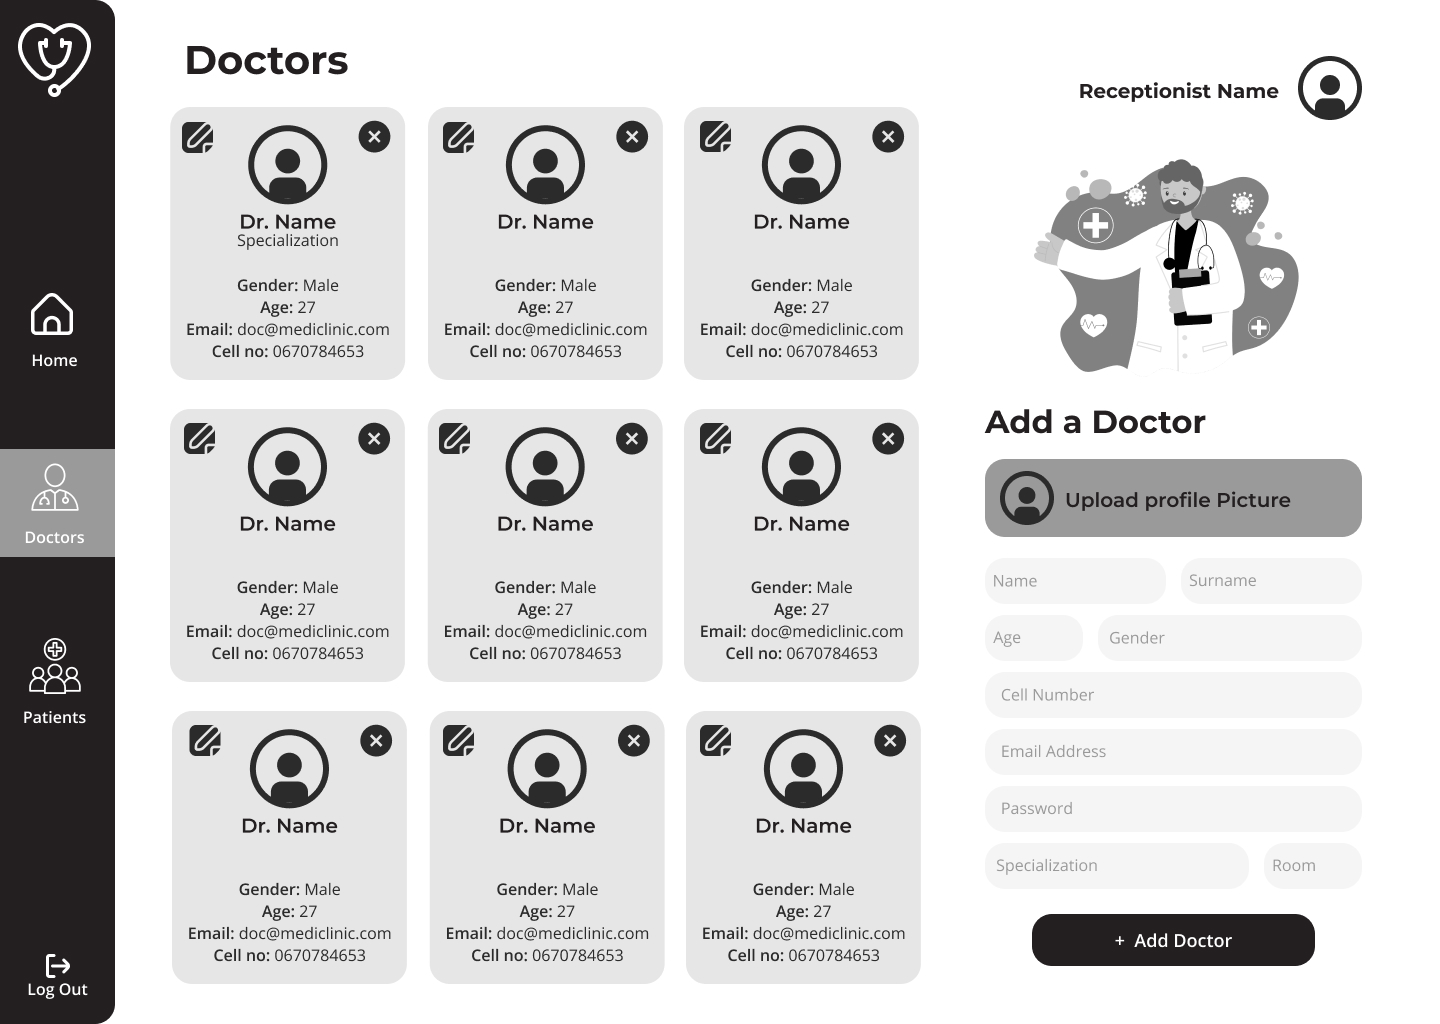 Doctors
Receptionist Name
Home
Doctors
Patients
Log Out
Dr. Name
Specialization
Gender: Male
Age: 27
Email: doc@mediclinic.com
Cell no: 0670784653
Dr. Name
Gender: Male
Age: 27
Email: doc@mediclinic.com
Cell no: 0670784653
Dr. Name
Gender: Male
Age: 27
Email: doc@mediclinic.com
Cell no: 0670784653
Dr. Name
Gender: Male
Age: 27
Email: doc@mediclinic.com
Cell no: 0670784653
Dr. Name
Gender: Male
Age: 27
Email: doc@mediclinic.com
Cell no: 0670784653
Dr. Name
Gender: Male
Age: 27
Email: doc@mediclinic.com
Cell no: 0670784653
Dr. Name
Gender: Male
Age: 27
Email: doc@mediclinic.com
Cell no: 0670784653
Dr. Name
Gender: Male
Age: 27
Email: doc@mediclinic.com
Cell no: 0670784653
Dr. Name
Gender: Male
Age: 27
Email: doc@mediclinic.com
Cell no: 0670784653
Add a Doctor
Upload profile Picture
Name
Surname
Age
Gender
Cell Number
Email Address
Password
Specialization
Room
+ Add Doctor